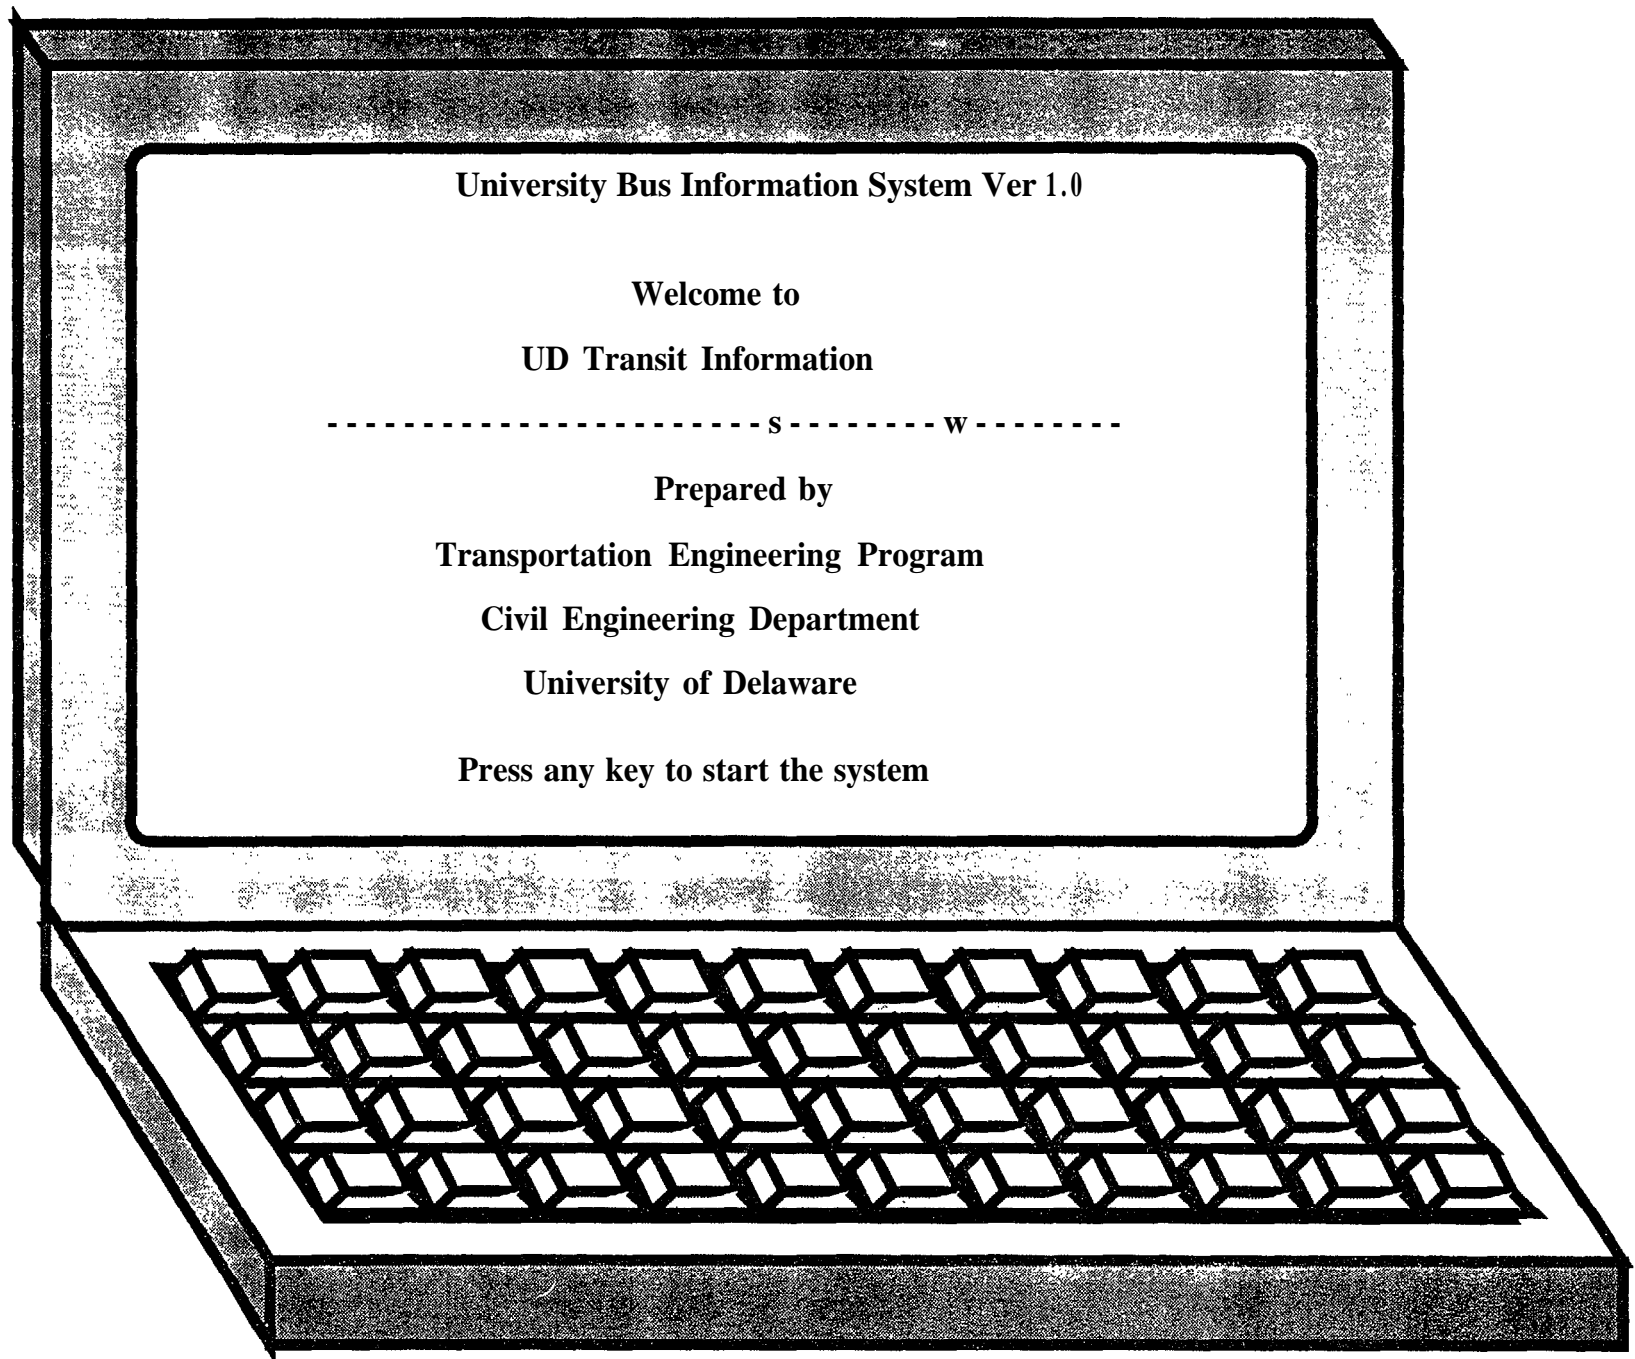 University Bus Information System Ver 1.0
Welcome to
UD Transit Information
-----------------------s--------w--------
Prepared by
Transportation Engineering Program
Civil Engineering Department
University of Delaware
Press any key to start the system